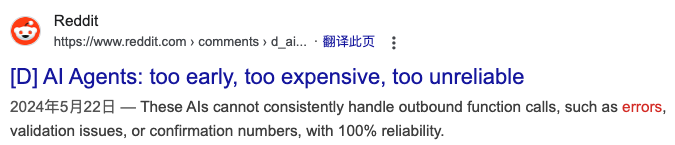 Reddit
https://www.reddit.com › comments › d_ai... · 翻译此页
[D] AI Agents: too early, too expensive, too unreliable
2024年5月22日 — These AIs cannot consistently handle outbound function calls, such as errors,
validation issues, or confirmation numbers, with 100% reliability.